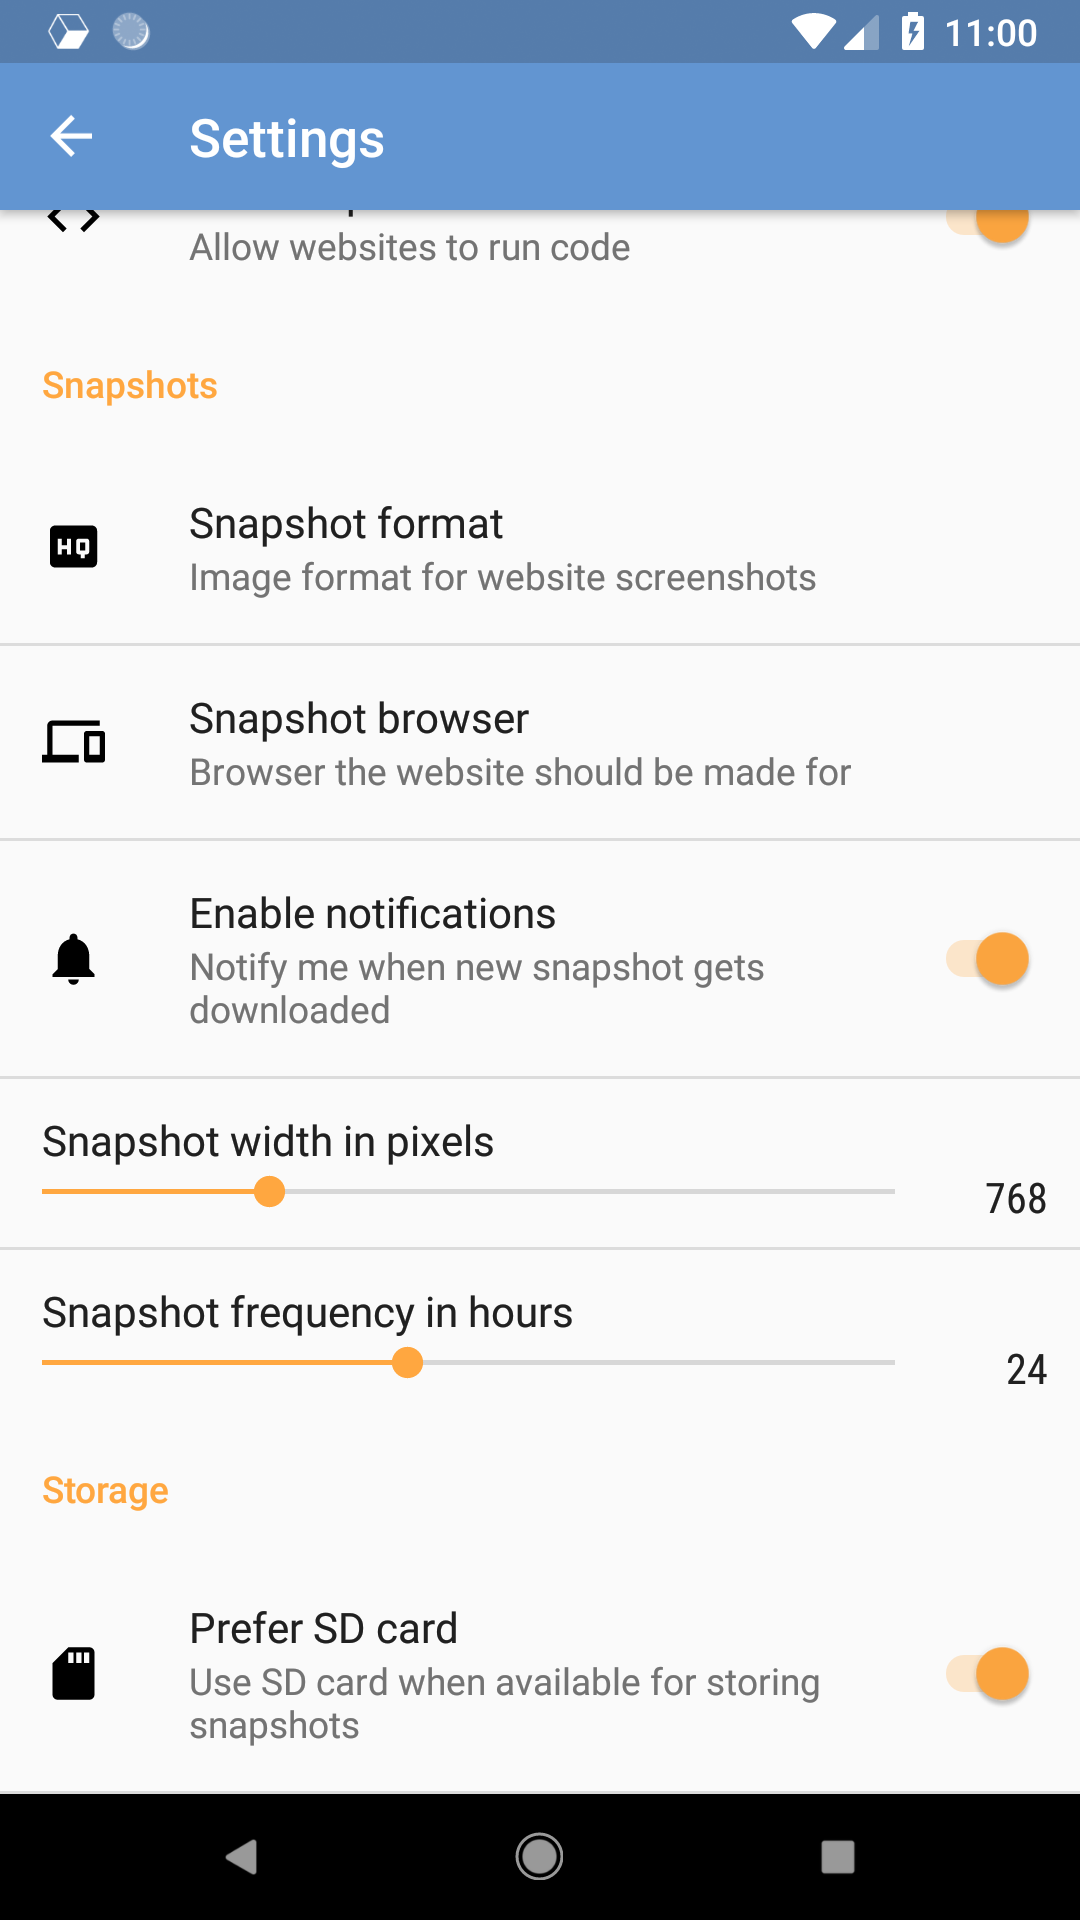 11:00
Settings
Allow websites to run code
Snapshots
HQ
Snapshot format
Image format for website screenshots
Snapshot browser
Browser the website should be made for
Enable notifications
Notify me when new snapshot gets
downloaded
Snapshot width in pixels
768
Snapshot frequency in hours
24
Storage
Prefer SD card
Use SD card when available for storing
snapshots